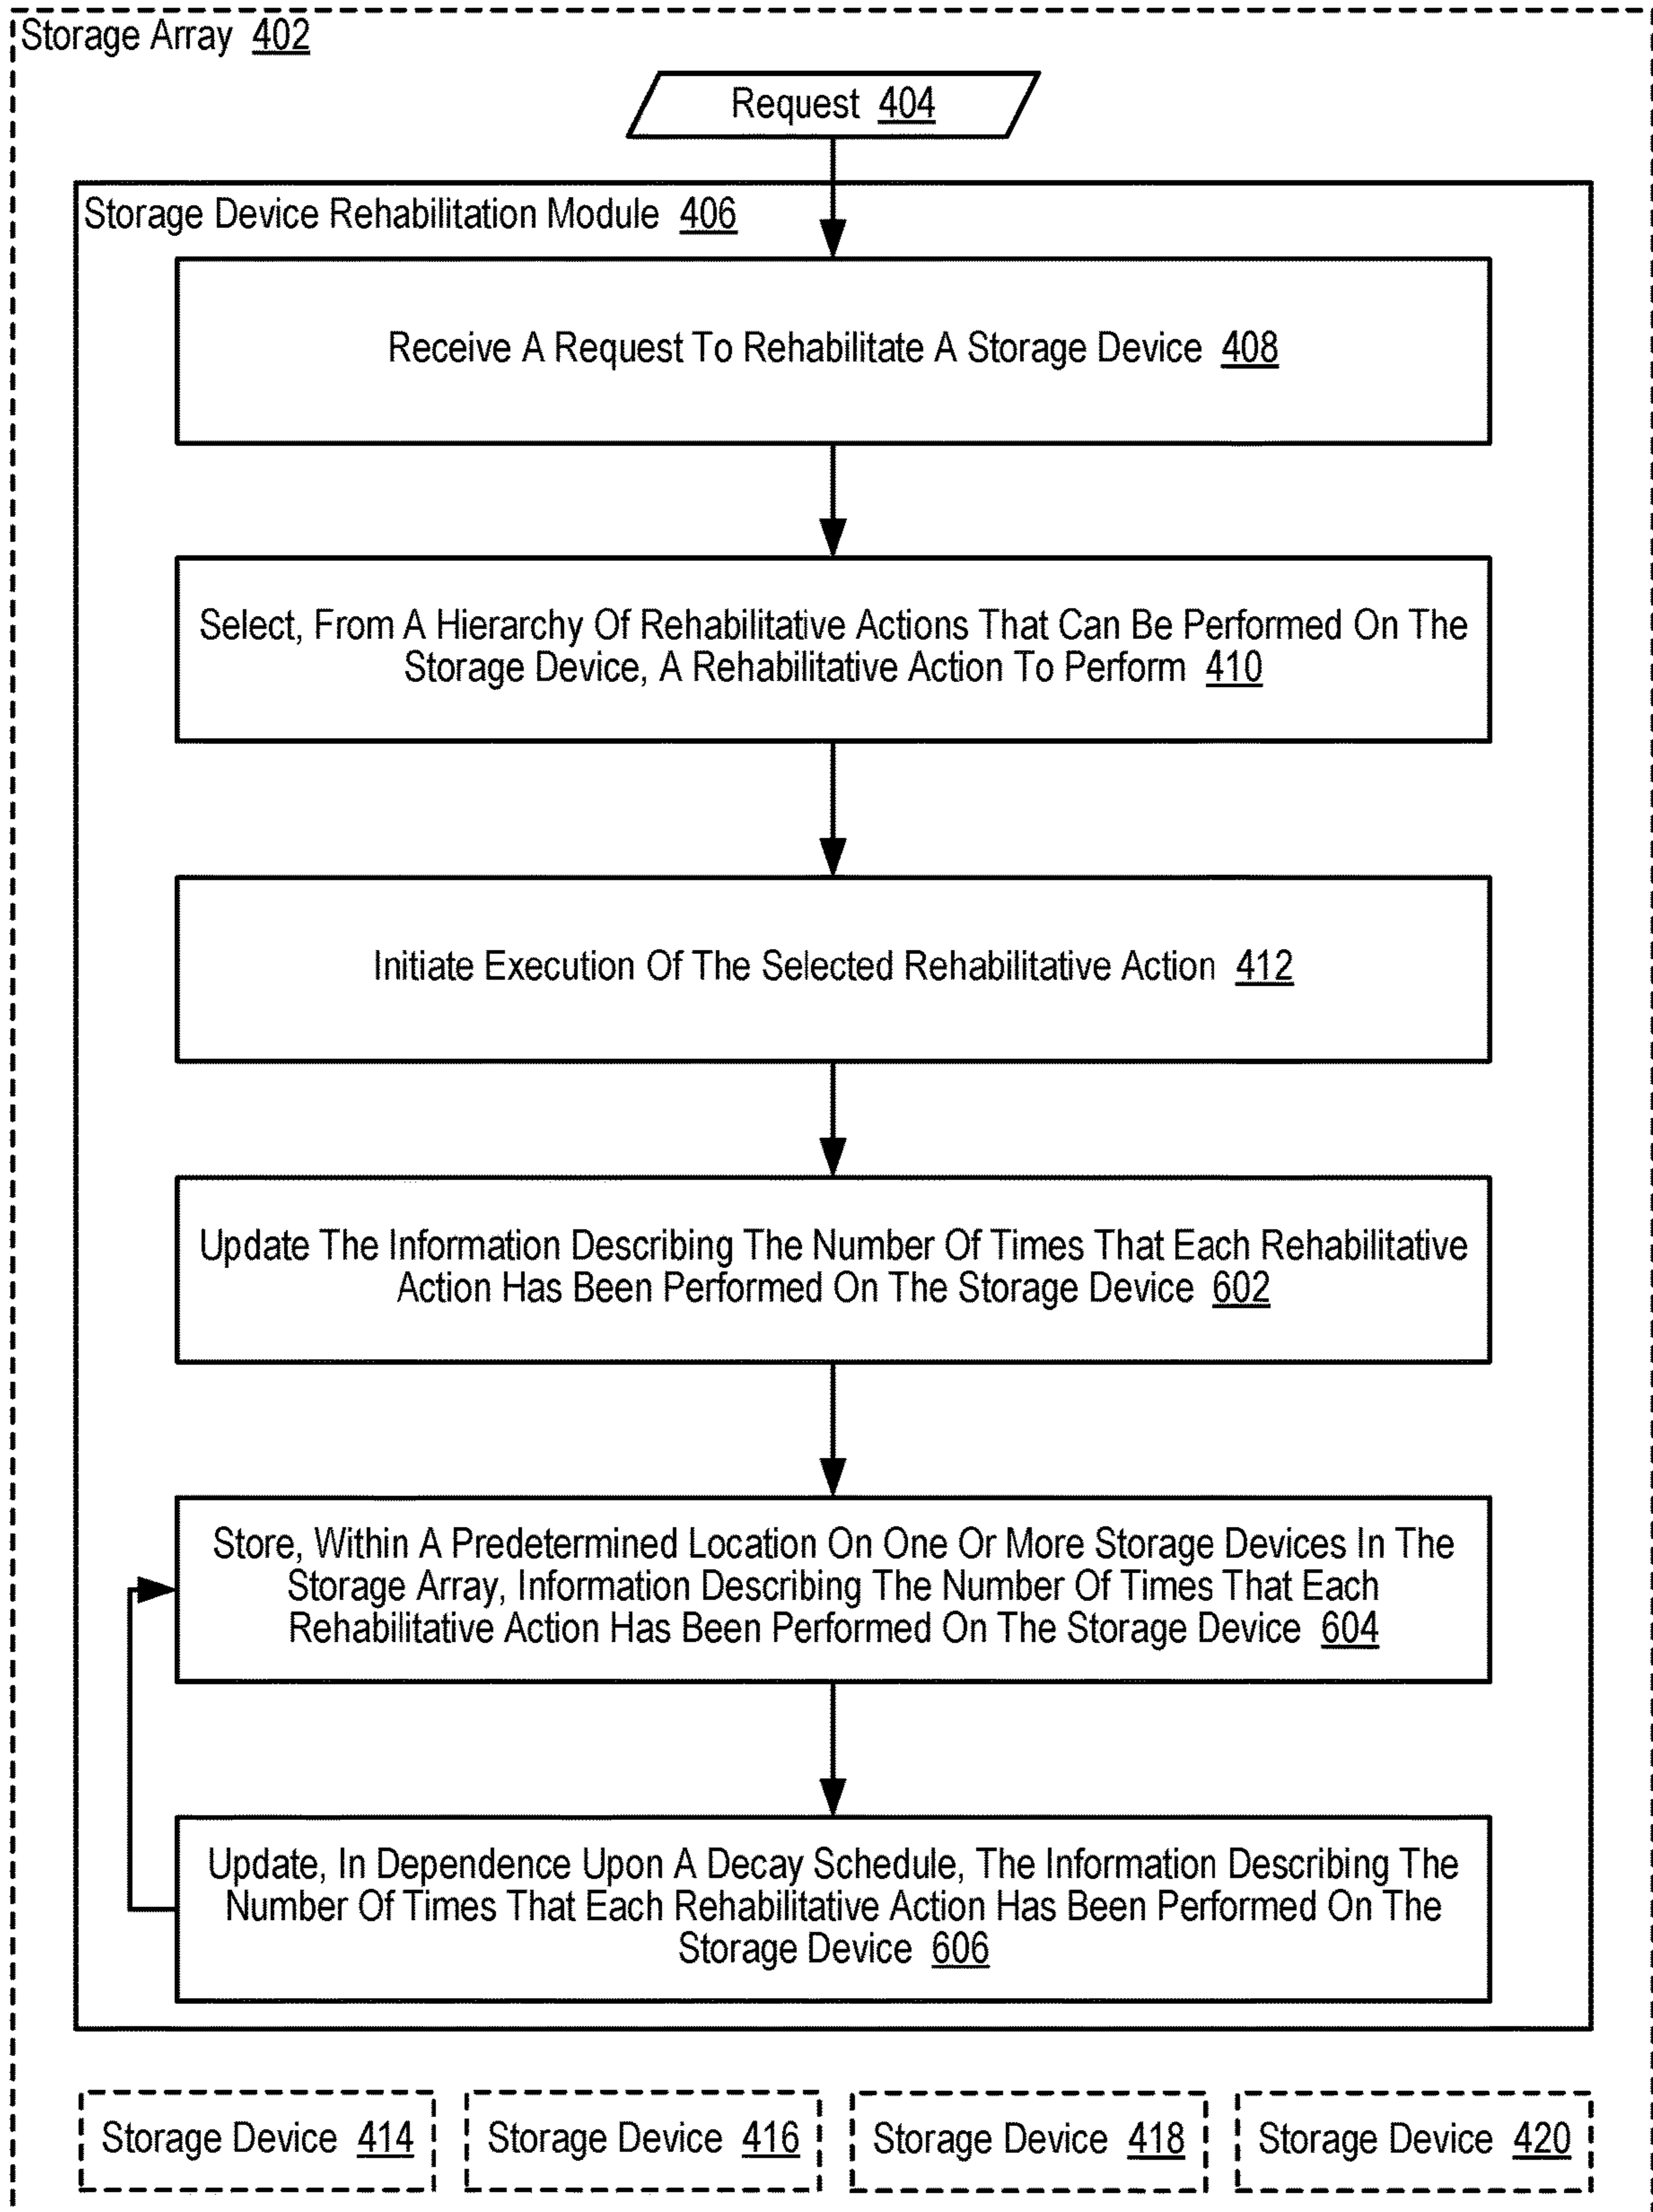 Storage Array 402
Request 404
Storage Device Rehabilitation Module 406
Receive A Request To Rehabilitate A Storage Device 408
Select, From A Hierarchy Of Rehabilitative Actions That Can Be Performed On The
Storage Device, A Rehabilitative Action To Perform 410
Initiate Execution Of The Selected Rehabilitative Action 412
Update The Information Describing The Number Of Times That Each Rehabilitative
Action Has Been Performed On The Storage Device 602
Store, Within A Predetermined Location On One Or More Storage Devices In The
Storage Array, Information Describing The Number Of Times That Each
Rehabilitative Action Has Been Performed On The Storage Device 604
Update, In Dependence Upon A Decay Schedule, The Information Describing The
Number Of Times That Each Rehabilitative Action Has Been Performed On The
Storage Device 606
Storage Device 414
Storage Device 416
Storage Device 418
Storage Device 420